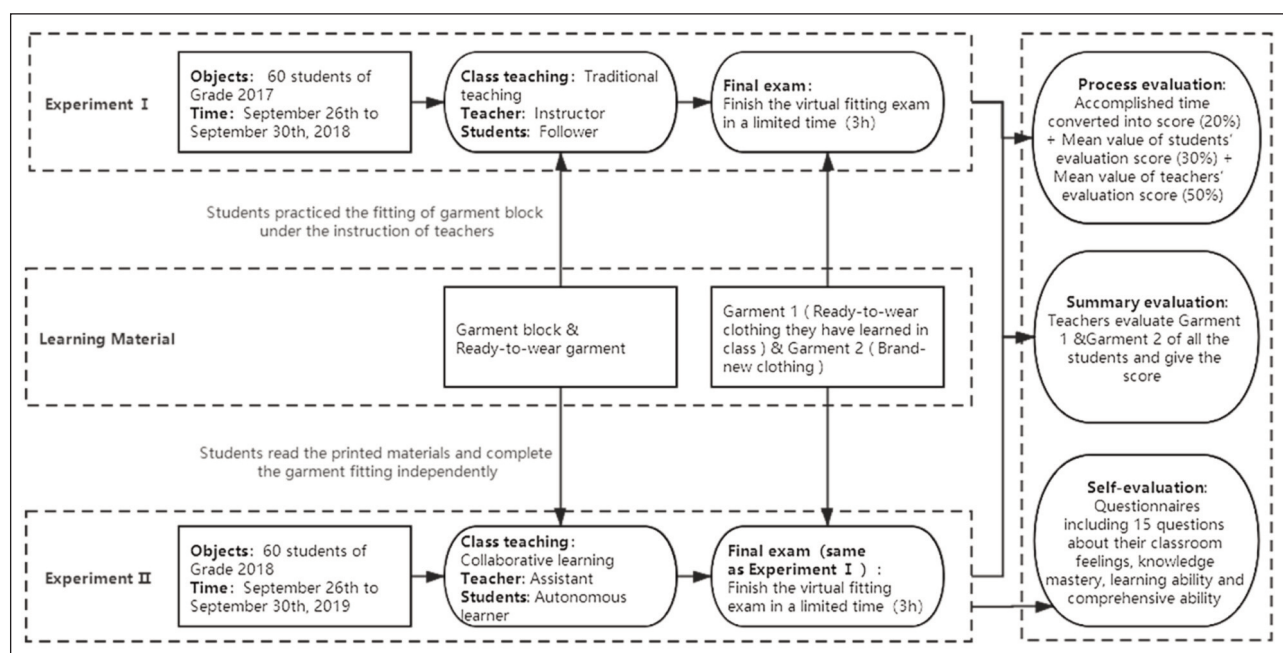 Experiment Ⅰ
Objects: 60 students of
Grade 2017
Time: September 26th to
September 30th, 2018
Class teaching: Traditional
teaching
Teacher: Instructor
Students: Follower
Final exam:
Finish the virtual fitting exam
in a limited time (3h)
Students practiced the fitting of garment block
under the instruction of teachers
Learning Material
Garment block &
Ready-to-wear garment
Garment 1 ( Ready-to-wear
clothing they have learned in
class ) & Garment 2 ( Brand-
new clothing )
Students read the printed materials and complete
the garment fitting independently
Experiment Ⅱ
Objects: 60 students of
Grade 2018
Time: September 26th to
September 30th, 2019
Class teaching:
Collaborative learning
Teacher: Assistant
Students: Autonomous
learner
Final exam (same
as Experiment Ⅰ ) :
Finish the virtual fitting
exam in a limited time (3h)
Process evaluation:
Accomplished time
converted into score (20%)
+ Mean value of students'
evaluation score (30%) +
Mean value of teachers'
evaluation score (50%)
Summary evaluation:
Teachers evaluate Garment
1 &Garment 2 of all the
students and give the
score
Self-evaluation:
Questionnaires
including 15 questions
about their classroom
feelings, knowledge
mastery, learning ability and
comprehensive ability